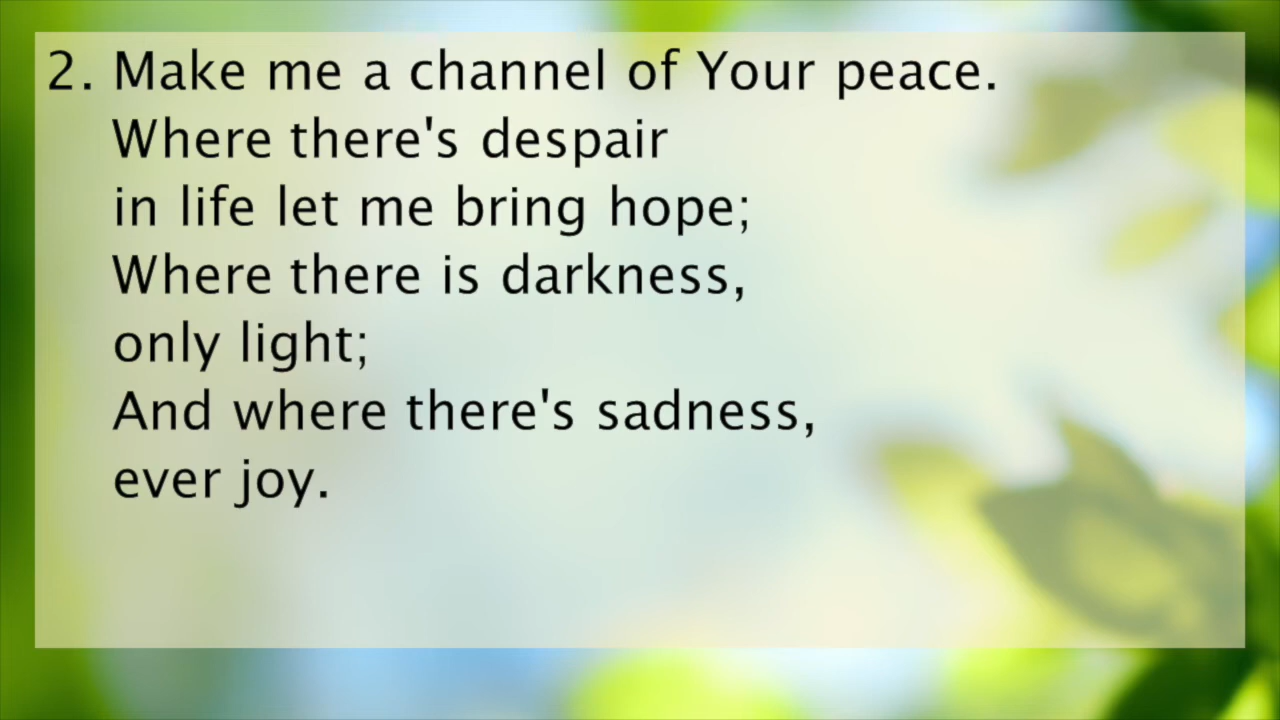 2. Make me a channel of Your peace.
Where there's despair
in life let me bring hope;
Where there is darkness,
only light;
And where there's sadness,
ever joy.